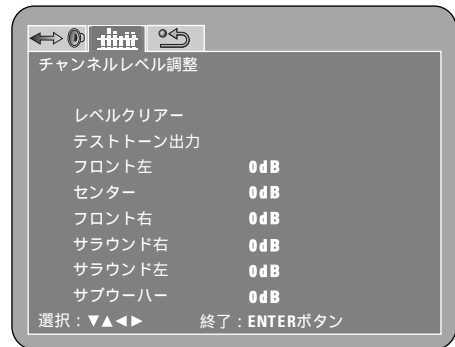 チャンネルレベル調整
レベルクリアー
テストトーン出力
フロント左 0dB
センター 0dB
フロント右 0dB
サラウンド右 0dB
サラウンド左 0dB
サブウーハー 0dB
選択：▼▲◀▶ 終了：ENTERボタン